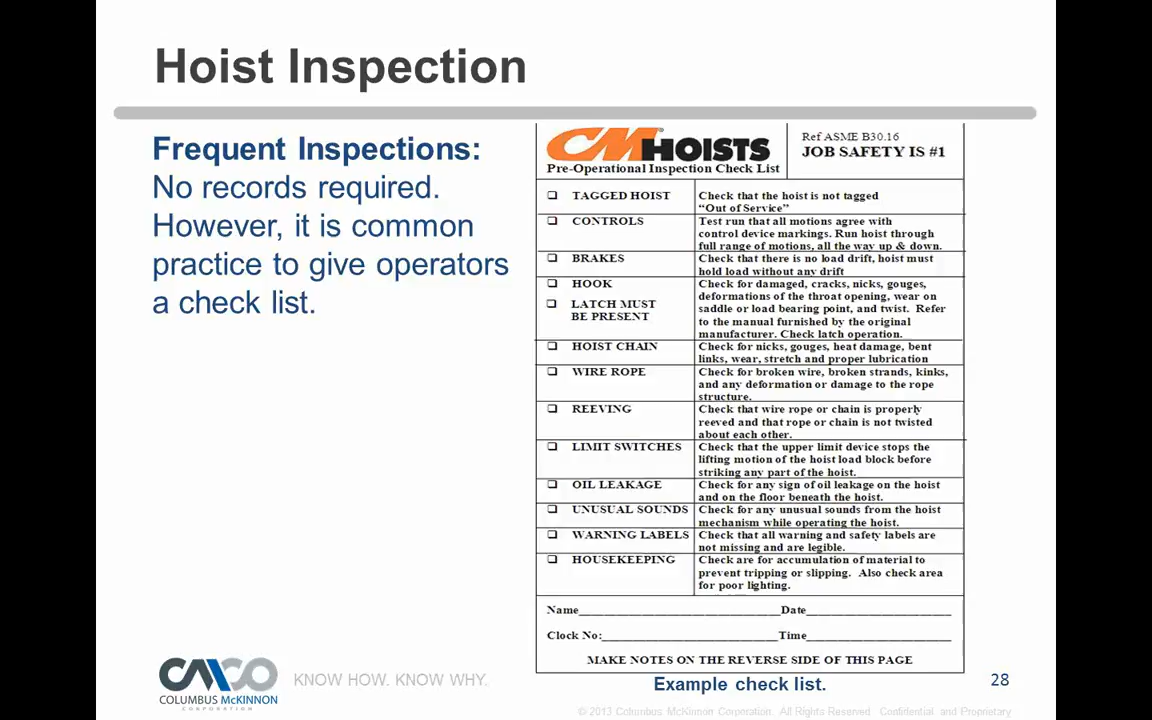 Hoist Inspection
Frequent Inspections:
No records required.
However, it is common
practice to give operators
a check list.
CM HOISTS
Pre-Operational Inspection Check List
Ref ASME B30.16
JOB SAFETY IS #1
TAGGED HOIST
Check that the hoist is not tagged
“Out of Service”
CONTROLS
Test run that all motions agree with
control device markings. Run hoist through
full range of motions, all the way up & down.
BRAKES
Check that there is no load drift, hoist must
hold load without any drift
HOOK
LATCH MUST
BE PRESENT
Check for damaged, cracks, nicks, gouges,
deformations of the throat opening, wear on
saddle or load bearing point, and twist. Refer
to the manual furnished by the original
manufacturer. Check latch operation.
HOIST CHAIN
Check for nicks, gouges, heat damage, bent
links, wear, stretch and proper lubrication
WIRE ROPE
Check for broken wire, broken strands, kinks,
and any deformation or damage to the rope
structure.
REEVING
Check that wire rope or chain is properly
reeved and that rope or chain is not twisted
about each other.
LIMIT SWITCHES
Check that the upper limit device stops the
lifting motion of the hoist load block before
striking any part of the hoist.
OIL LEAKAGE
Check for any sign of oil leakage on the hoist
and on the floor beneath the hoist.
UNUSUAL SOUNDS
Check for any unusual sounds from the hoist
mechanism while operating the hoist.
WARNING LABELS
Check that all warning and safety labels are
not missing and are legible.
HOUSEKEEPING
Check are for accumulation of material to
prevent tripping or slipping. Also check area
for poor lighting.
Name____________________Date____________________
Clock No:____________________Time____________________
MAKE NOTES ON THE REVERSE SIDE OF THIS PAGE
Example check list.
CMCO
COLUMBUS McKINNON
CORPORATION
KNOW HOW. KNOW WHY.
28
© 2013 Columbus McKinnon Corporation. All Rights Reserved. Confidential and Proprietary